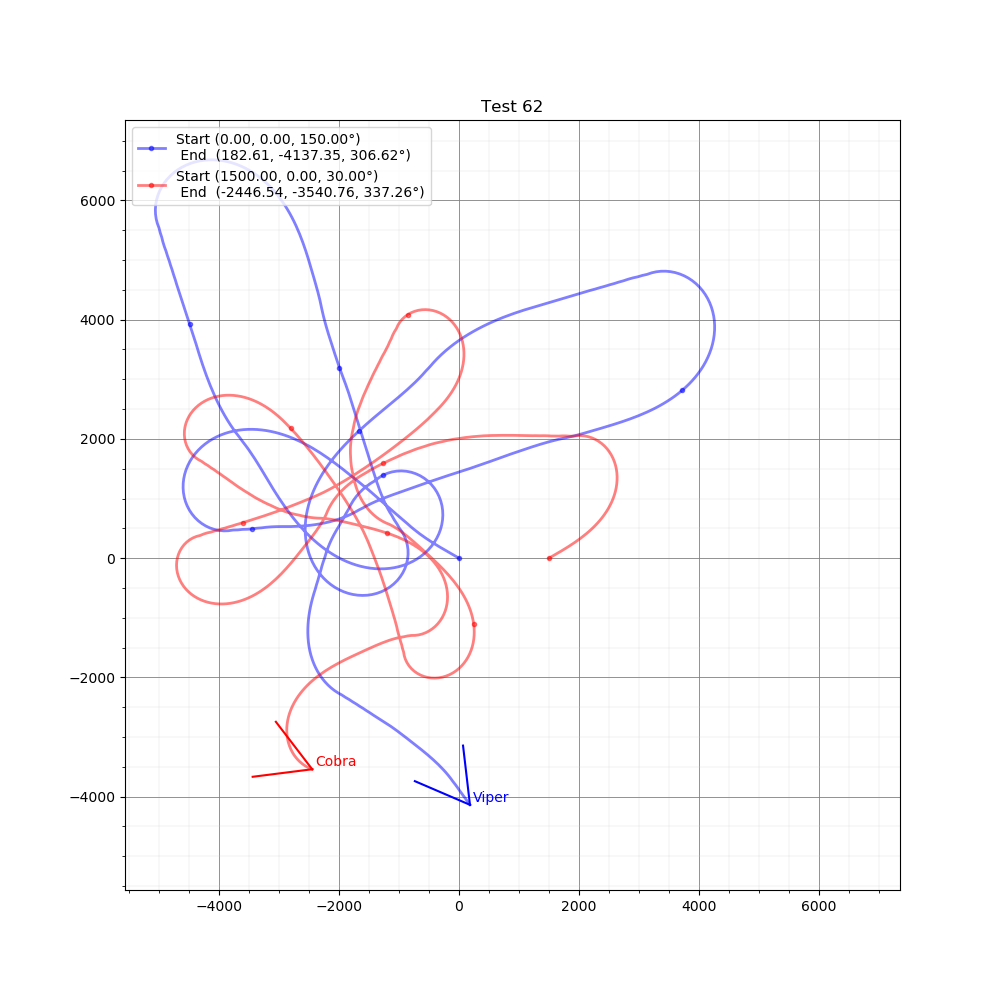 Test 62
Start (0.00, 0.00, 150.00°)
End  (182.61, -4137.35, 306.62°)
Start (1500.00, 0.00, 30.00°)
End  (-2446.54, -3540.76, 337.26°)
6000
4000
2000
0
−2000
−4000
Cobra
Viper
−4000
−2000
0
2000
4000
6000